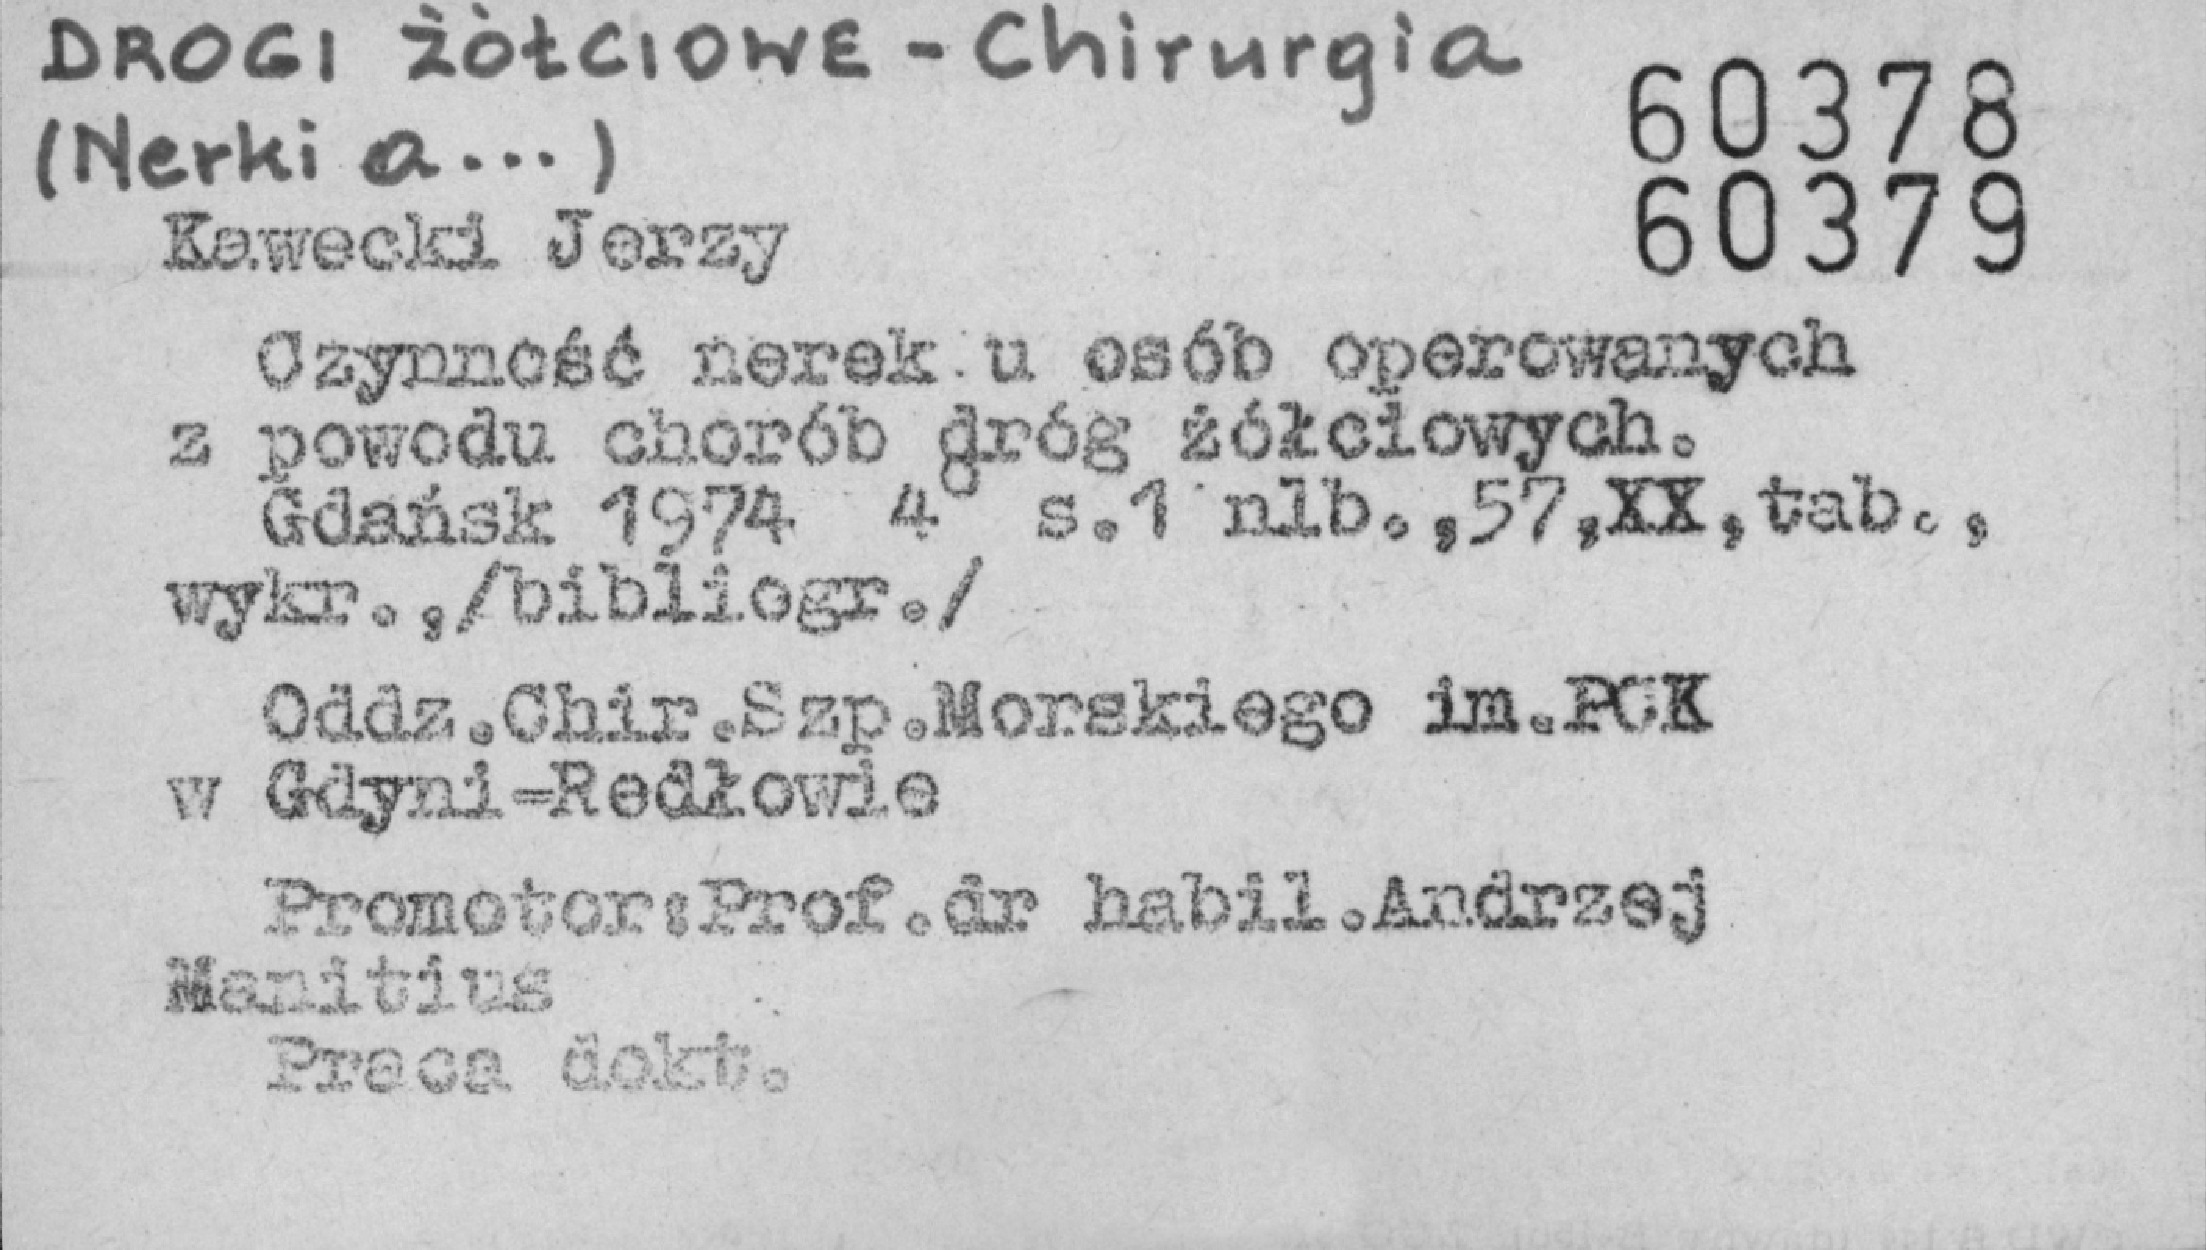 DROGI ŻÓŁCIOWE - Chirurgia
(Nerki a...)
60378
60379
Kawecki Jerzy
Czynność nerek u osób operowanych
z powodu chorób dróg żółciowych.
Gdańsk 1974 4° s.1 nlb.,57,XX,tab.,
wykr.,/bibliogr./
Oddz.Chir.Szp.Morskiego im.PCK
w Gdyni-Redłowie
Promotor:Prof.dr habil.Andrzej
Manitius
Praca dokt.